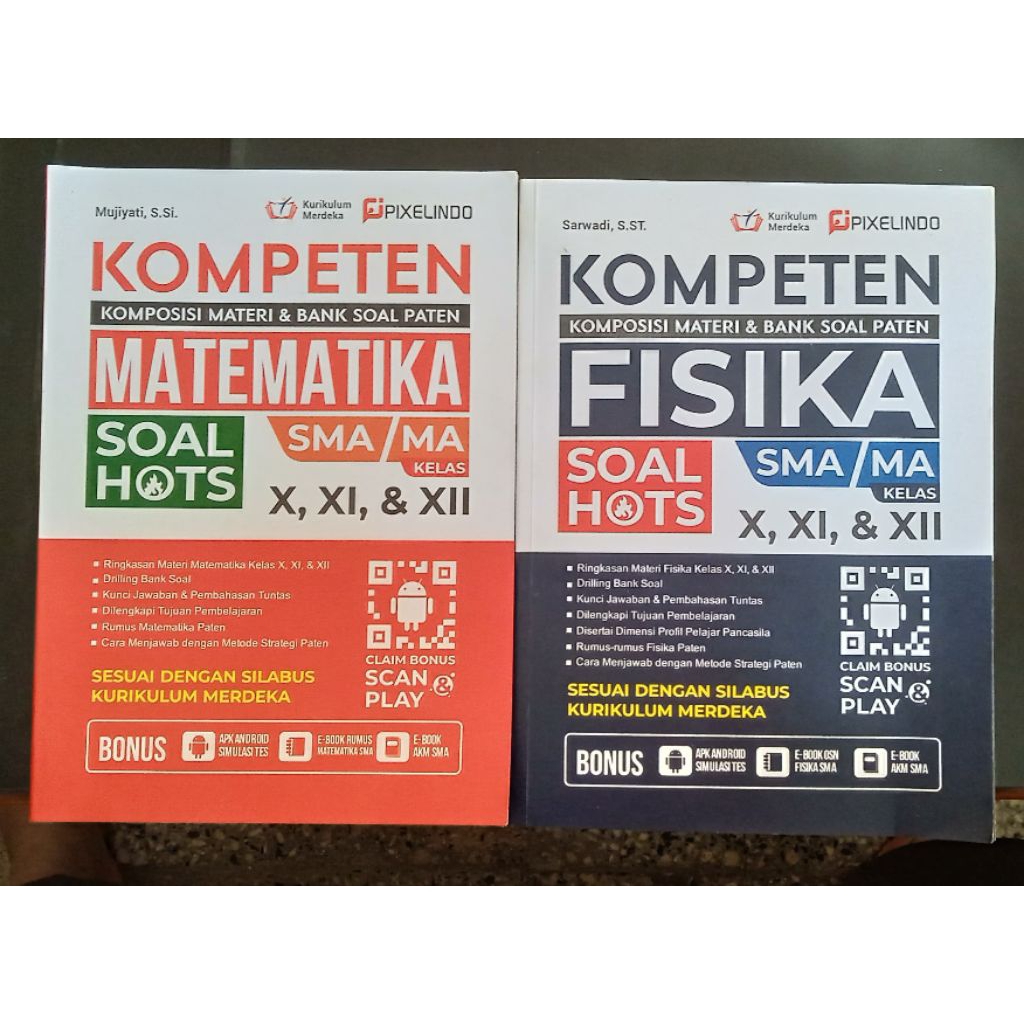 Mujiyati, S.Si.
Kurikulum
Merdeka
PIXELINDO
KOMPETEN
KOMPOSISI MATERI & BANK SOAL PATEN
MATEMATIKA
SOAL
HOTS
SMA/MA
KELAS
X, XI, & XII
Ringkasan Materi Matematika Kelas X, XI, & XII
Drilling Bank Soal
Kunci Jawaban & Pembahasan Tuntas
Dilengkapi Tujuan Pembelajaran
Rumus Matematika Paten
Cara Menjawab dengan Metode Strategi Paten
SESUAI DENGAN SILABUS
KURIKULUM MERDEKA
CLAIM BONUS
SCAN &
PLAY
BONUS
APK ANDROID
SIMULASI TES
E-BOOK RUMUS
MATEMATIKA SMA
E-BOOK
AKM SMA
Sarwadi, S.ST.
Kurikulum
Merdeka
PIXELINDO
KOMPETEN
KOMPOSISI MATERI & BANK SOAL PATEN
FISIKA
SOAL
HOTS
SMA/MA
KELAS
X, XI, & XII
Ringkasan Materi Fisika Kelas X, XI, & XII
Drilling Bank Soal
Kunci Jawaban & Pembahasan Tuntas
Dilengkapi Tujuan Pembelajaran
Disertai Dimensi Profil Pelajar Pancasila
Rumus-rumus Fisika Paten
Cara Menjawab dengan Metode Strategi Paten
SESUAI DENGAN SILABUS
KURIKULUM MERDEKA
CLAIM BONUS
SCAN &
PLAY
BONUS
APK ANDROID
SIMULASI TES
E-BOOK OSN
FISIKA SMA
E-BOOK
AKM SMA